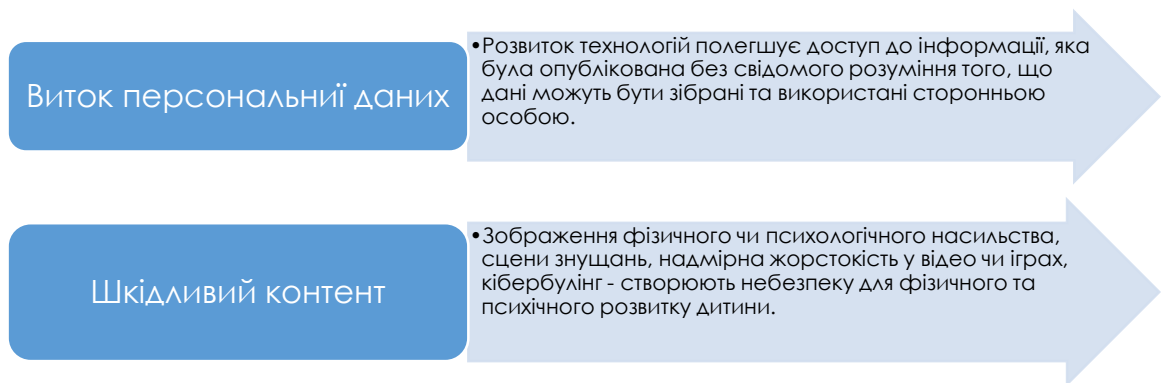 Виток персональниї даних
•Розвиток технологій полегшує доступ до інформації, яка
була опублікована без свідомого розуміння того, що
дані можуть бути зібрані та використані сторонньою
особою.
Шкідливий контент
•Зображення фізичного чи психологічного насильства,
сцени знущань, надмірна жорстокість у відео чи іграх,
кібербулінг - створюють небезпеку для фізичного та
психічного розвитку дитини.